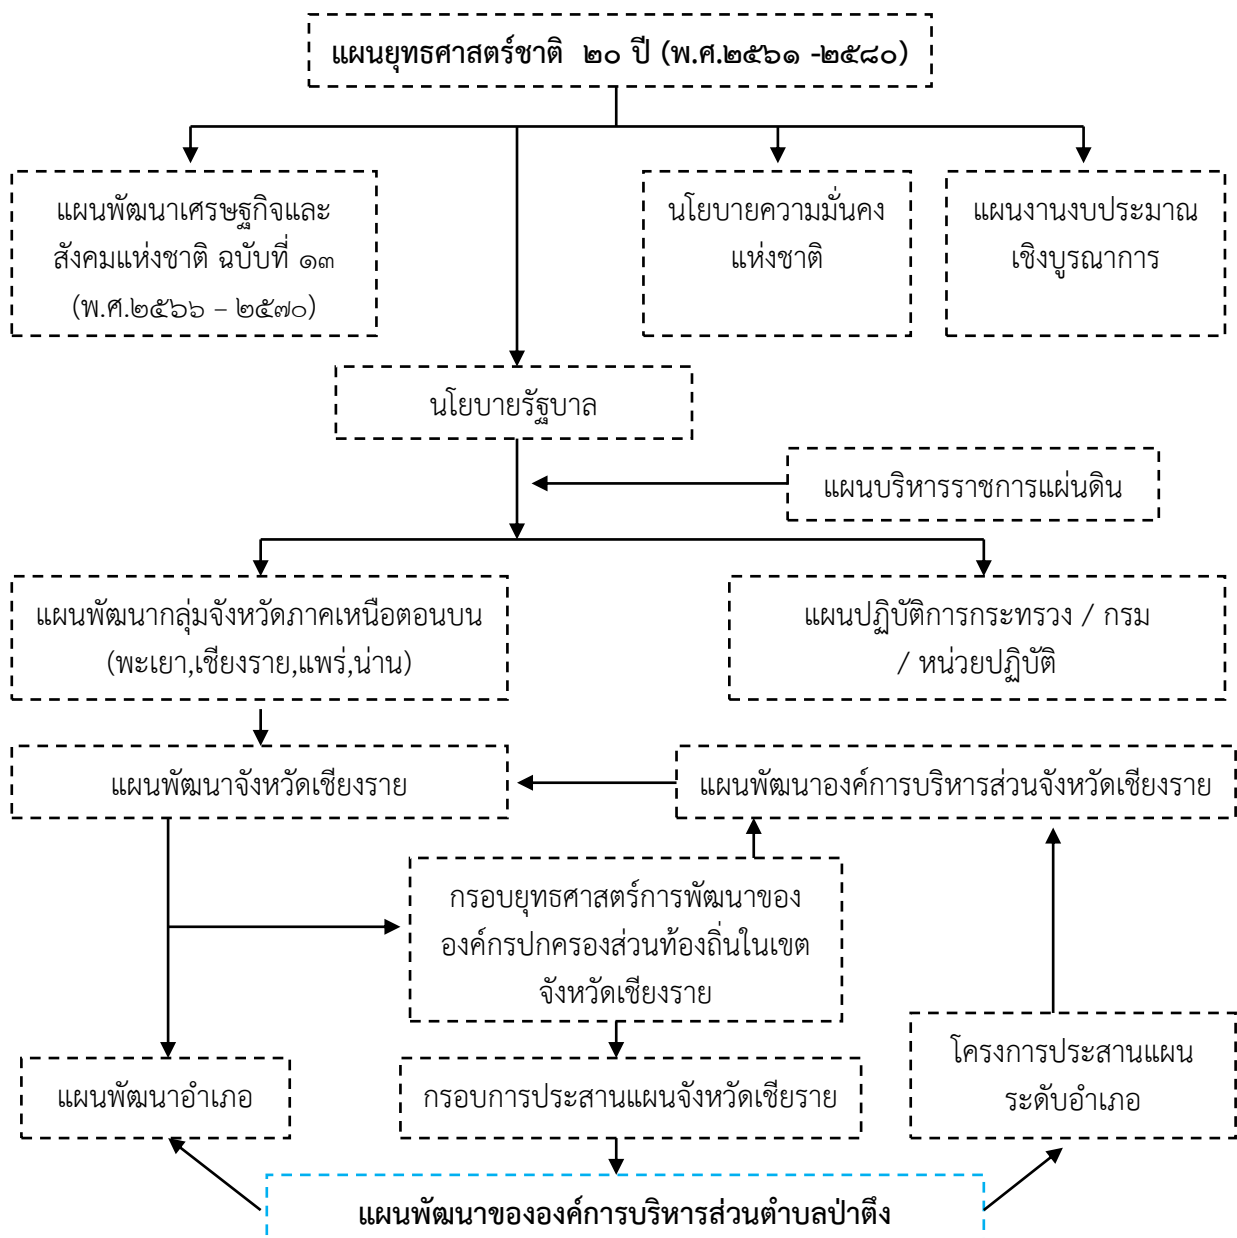 แผนยุทธศาสตร์ชาติ ๒๐ ปี (พ.ศ.๒๕๖๑ -๒๕๘๐)
แผนพัฒนาเศรษฐกิจและ
สังคมแห่งชาติ ฉบับที่ ๑๓
(พ.ศ.๒๕๖๖ – ๒๕๗๐)
นโยบายความมั่นคง
แห่งชาติ
แผนงานงบประมาณ
เชิงบูรณาการ
นโยบายรัฐบาล
แผนบริหารราชการแผ่นดิน
แผนพัฒนากลุ่มจังหวัดภาคเหนือตอนบน
(พะเยา,เชียงราย,แพร่,น่าน)
แผนปฏิบัติการกระทรวง / กรม
/ หน่วยปฏิบัติ
แผนพัฒนาจังหวัดเชียงราย
แผนพัฒนาองค์การบริหารส่วนจังหวัดเชียงราย
กรอบยุทธศาสตร์การพัฒนาของ
องค์กรปกครองส่วนท้องถิ่นในเขต
จังหวัดเชียงราย
โครงการประสานแผน
ระดับอำเภอ
แผนพัฒนาอำเภอ
กรอบการประสานแผนจังหวัดเชียราย
แผนพัฒนาขององค์การบริหารส่วนตำบลป่าตึง